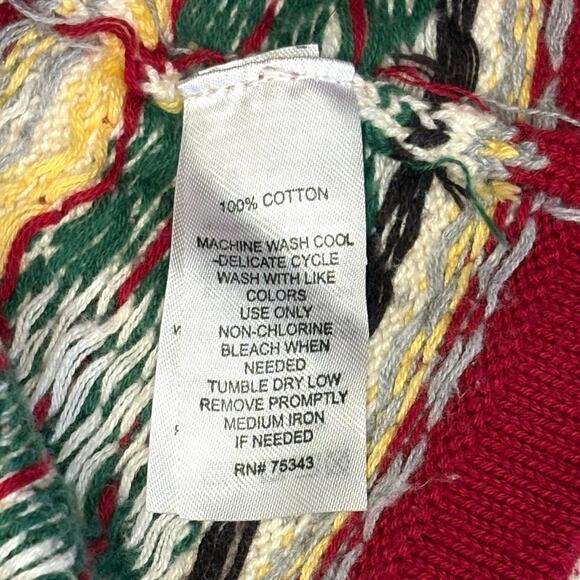 100% COTTON
MACHINE WASH COOL
-DELICATE CYCLE
WASH WITH LIKE
COLORS
USE ONLY
NON-CHLORINE
BLEACH WHEN
NEEDED
TUMBLE DRY LOW
REMOVE PROMPTLY
MEDIUM IRON
IF NEEDED
RN# 75343